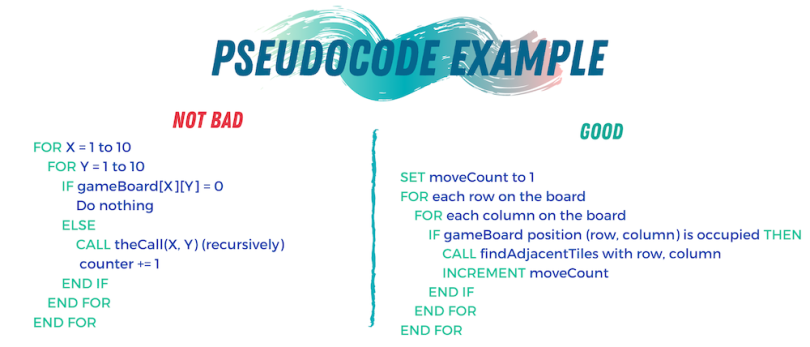 PSEUDOCODE EXAMPLE
NOT BAD
FOR X = 1 to 10
FOR Y = 1 to 10
IF gameBoard[X][Y] = 0
Do nothing
ELSE
CALL theCall(X, Y) (recursively)
counter += 1
END IF
END FOR
END FOR
GOOD
SET moveCount to 1
FOR each row on the board
FOR each column on the board
IF gameBoard position (row, column) is occupied THEN
CALL findAdjacentTiles with row, column
INCREMENT moveCount
END IF
END FOR
END FOR